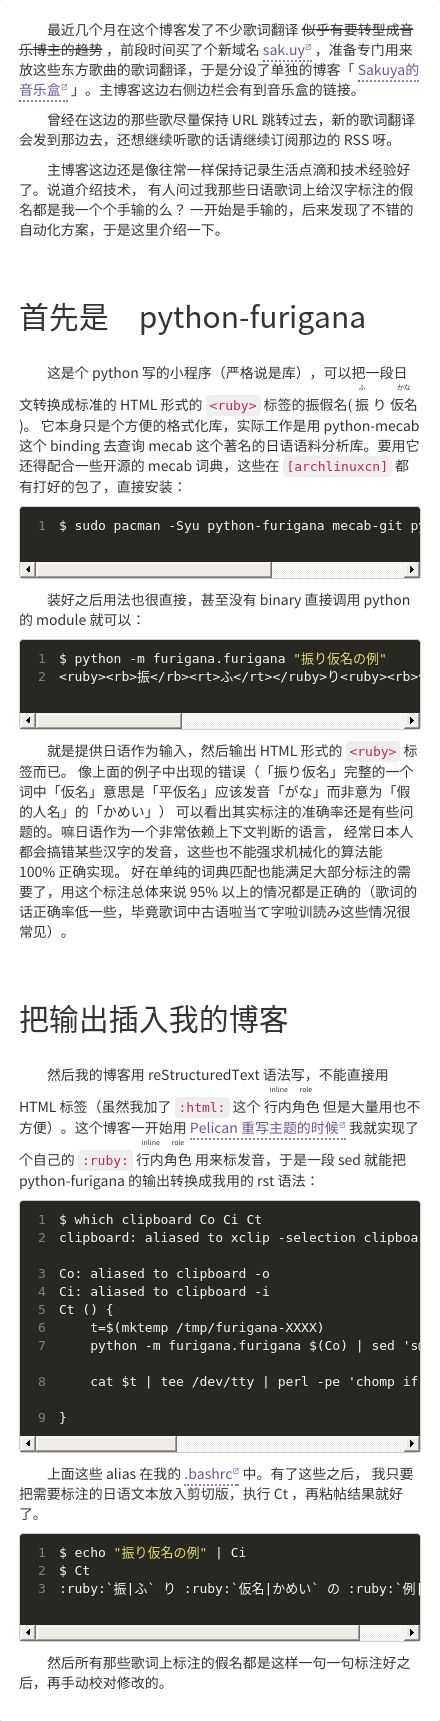 最近几个月在这个博客发了不少歌词翻译 似乎有要转型成音
乐博主的趋势 ，前段时间买了个新域名 sak.uy ，准备专门用来
放这些东方歌曲的歌词翻译，于是分设了单独的博客「 Sakuya的
音乐盒 」。主博客这边右侧边栏会有到音乐盒的链接。
曾经在这边的那些歌尽量保持 URL 跳转过去，新的歌词翻译
会发到那边去，还想继续听歌的话请继续订阅那边的 RSS 呀。
主博客这边还是像往常一样保持记录生活点滴和技术经验好
了。说道介绍技术， 有人问过我那些日语歌词上给汉字标注的假
名都是我一个个手输的么？ 一开始是手输的，后来发现了不错的
自动化方案，于是这里介绍一下。
首先是　python-furigana
这是个 python 写的小程序（严格说是库），可以把一段日
ふ かな
文转换成标准的 HTML 形式的 <ruby> 标签的振假名( 振 り 仮名
)。 它本身只是个方便的格式化库，实际工作是用 python-mecab
这个 binding 去查询 mecab 这个著名的日语语料分析库。要用它
还得配合一些开源的 mecab 词典，这些在 [archlinuxcn] 都
有打好的包了，直接安装：
1 $ sudo pacman -Syu python-furigana mecab-git
装好之后用法也很直接，甚至没有 binary 直接调用 python
的 module 就可以：
1 $ python -m furigana.furigana "振り仮名の例"
2 <ruby><rb>振</rb><rt>ふ</rt></ruby>り<ruby><rb>
就是提供日语作为输入，然后输出 HTML 形式的 <ruby> 标
签而已。 像上面的例子中出现的错误（「振り仮名」完整的一个
词中「仮名」意思是「平仮名」应该发音「がな」而非意为「假
的人名」的「かめい」） 可以看出其实标注的准确率还是有些问
题的。嘛日语作为一个非常依赖上下文判断的语言， 经常日本人
都会搞错某些汉字的发音，这些也不能强求机械化的算法能
100% 正确实现。 好在单纯的词典匹配也能满足大部分标注的需
要了，用这个标注总体来说 95% 以上的情况都是正确的（歌词的
话正确率低一些，毕竟歌词中古语啦当て字啦训読み这些情况很
常见）。
把输出插入我的博客
然后我的博客用 reStructuredText 语法写，不能直接用
inline role
HTML 标签（虽然我加了 :html: 这个 行内角色 但是大量用也不
方便）。这个博客一开始用 Pelican 重写主题的时候 我就实现了
inline role
个自己的 :ruby: 行内角色 用来标发音，于是一段 sed 就能把
python-furigana 的输出转换成我用的 rst 语法：
1 $ which clipboard Co Ci Ct
2 clipboard: aliased to xclip -selection
3 Co: aliased to clipboard -o
4 Ci: aliased to clipboard -i
5 Ct () {
6 t=$(mktemp /tmp/furigana-XXXX)
7 python -m furigana.furigana $(Co) | sed
8 cat $t | tee /dev/tty | perl -pe 'chomp if
9 }
上面这些 alias 在我的 .bashrc 中。有了这些之后， 我只要
把需要标注的日语文本放入剪切版，执行 Ct ，再粘帖结果就好
了。
1 $ echo "振り仮名の例" | Ci
2 $ Ct
3 :ruby:`振|ふ` り :ruby:`仮名|かめい` の :ruby:`例|
然后所有那些歌词上标注的假名都是这样一句一句标注好之
后，再手动校对修改的。